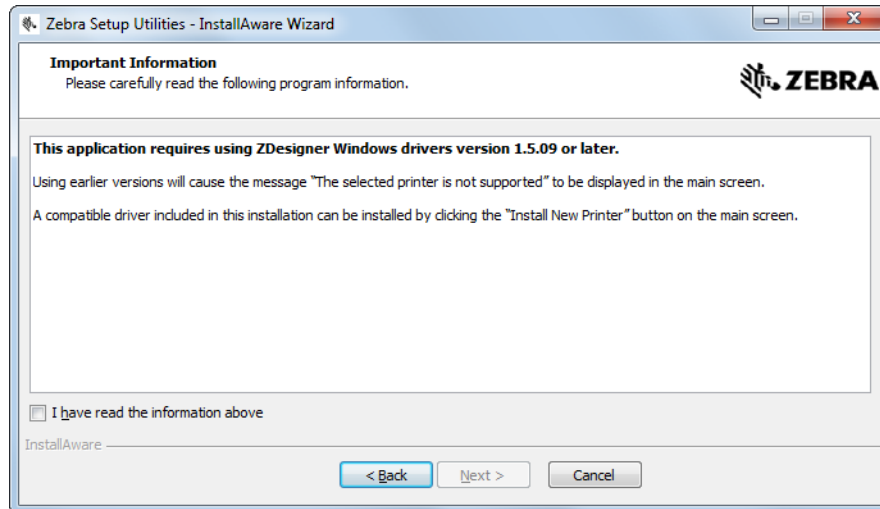 Zebra Setup Utilities - InstallAware Wizard
Important Information
Please carefully read the following program information.
ZEBRA
This application requires using ZDesigner Windows drivers version 1.5.09 or later.
Using earlier versions will cause the message “The selected printer is not supported” to be displayed in the main screen.
A compatible driver included in this installation can be installed by clicking the “Install New Printer” button on the main screen.
I have read the information above
InstallAware
< Back Next > Cancel